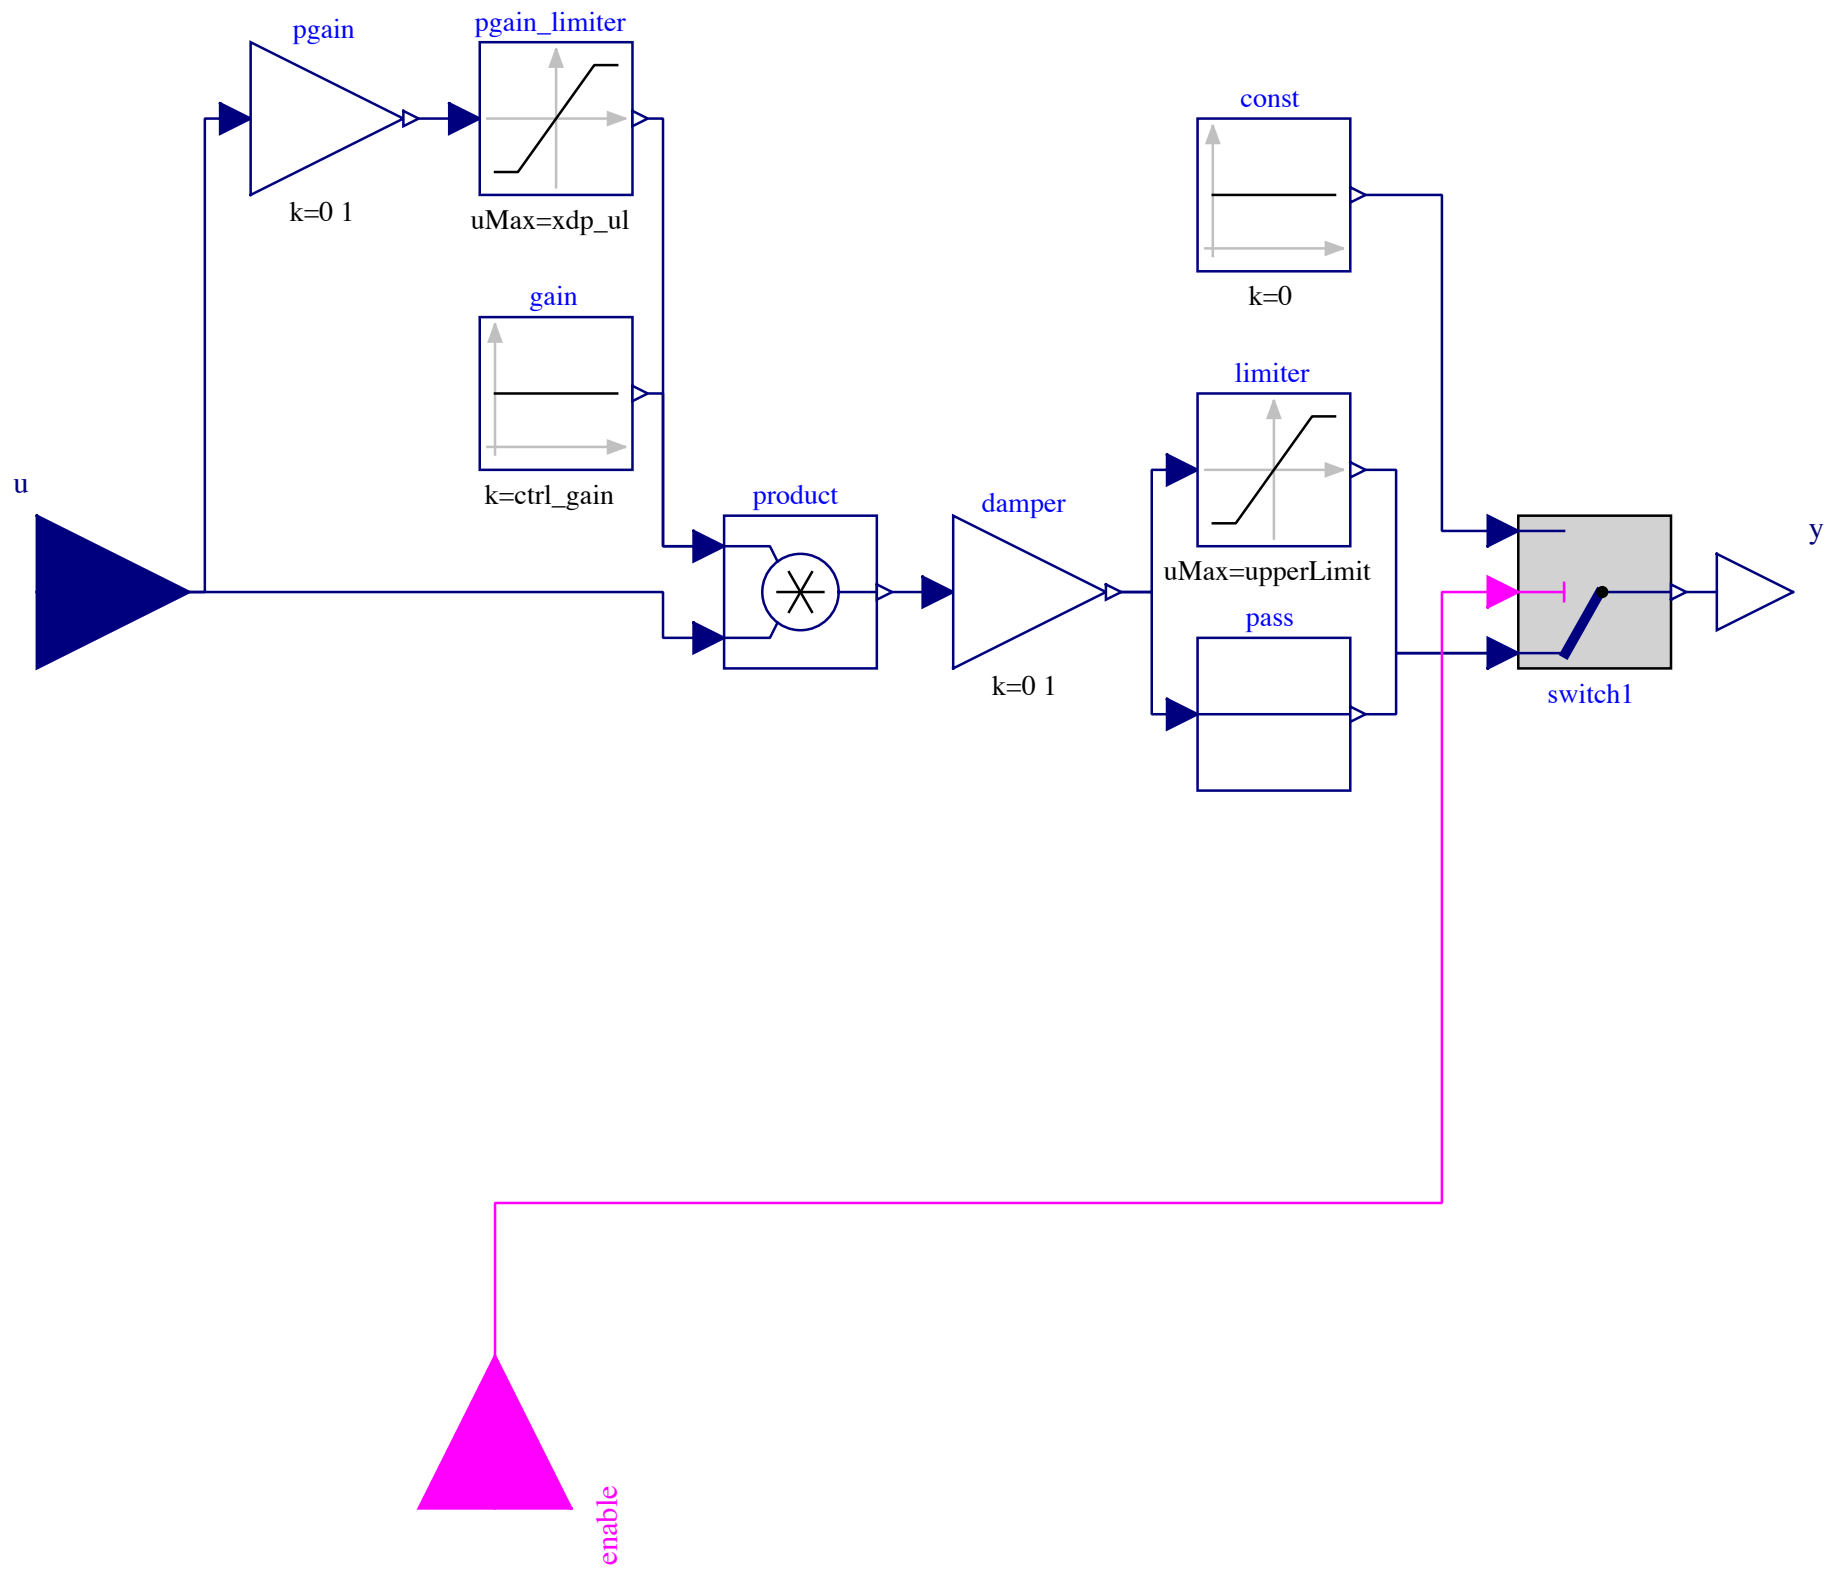 pgain
k=0 1
pgain_limiter
uMax=xdp_ul
gain
k=ctrl_gain
const
k=0
limiter
uMax=upperLimit
u
product
damper
k=0 1
pass
y
switch1
enable